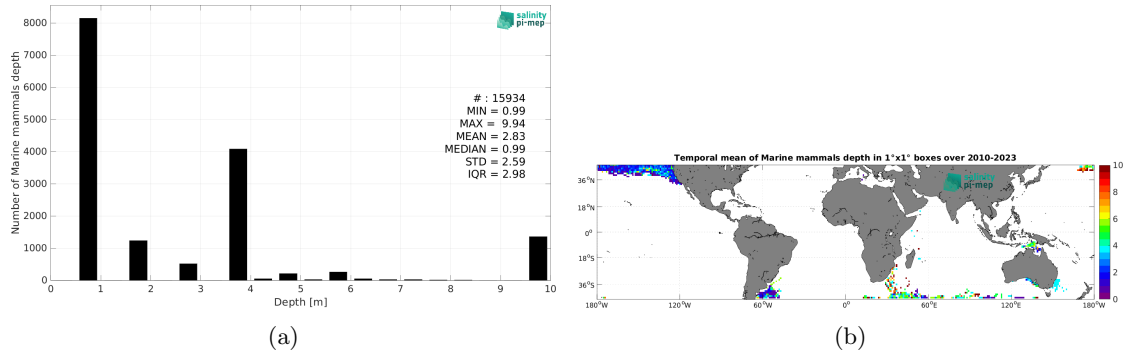 salinity
pi-mep
8000
7000
6000
5000
4000
3000
2000
1000
0
Number of Marine mammals depth
# : 15934
MIN = 0.99
MAX = 9.94
MEAN = 2.83
MEDIAN = 0.99
STD = 2.59
IQR = 2.98
0 1 2 3 4 5 6 7 8 9 10
Depth [m]
(a)
Temporal mean of Marine mammals depth in 1°x1° boxes over 2010-2023
salinity
pi-mep
36°N
18°N
0°
18°S
36°S
180°W 120°W 60°W 0° 60°E 120°E 180°W
10
8
6
4
2
0
(b)